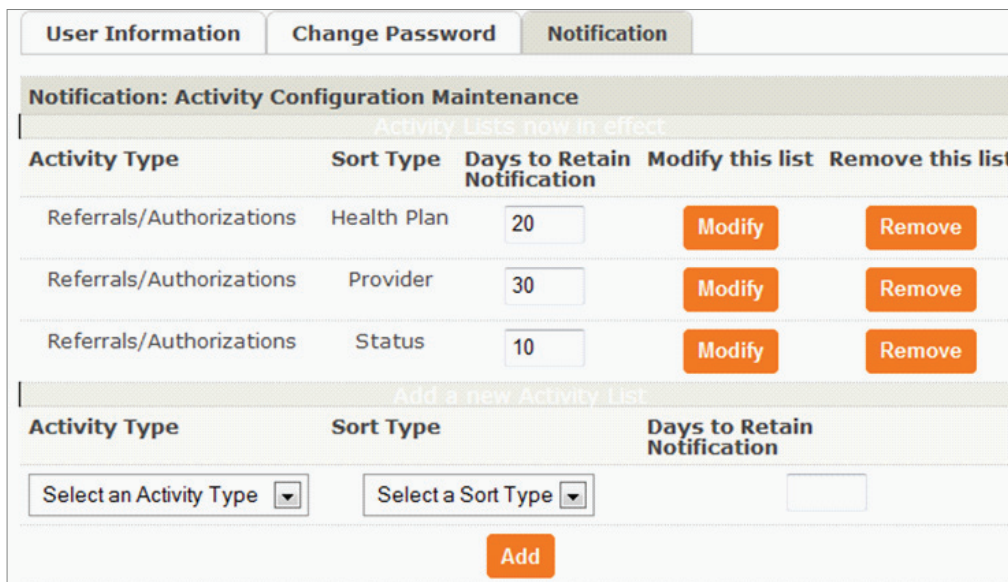 User Information Change Password Notification
Notification: Activity Configuration Maintenance
Activity Lists now in effect
Activity Type Sort Type Days to Retain Notification Modify this list Remove this list
Referrals/Authorizations Health Plan 20 Modify Remove
Referrals/Authorizations Provider 30 Modify Remove
Referrals/Authorizations Status 10 Modify Remove
Add a new Activity List
Activity Type Sort Type Days to Retain Notification
Select an Activity Type Select a Sort Type
Add